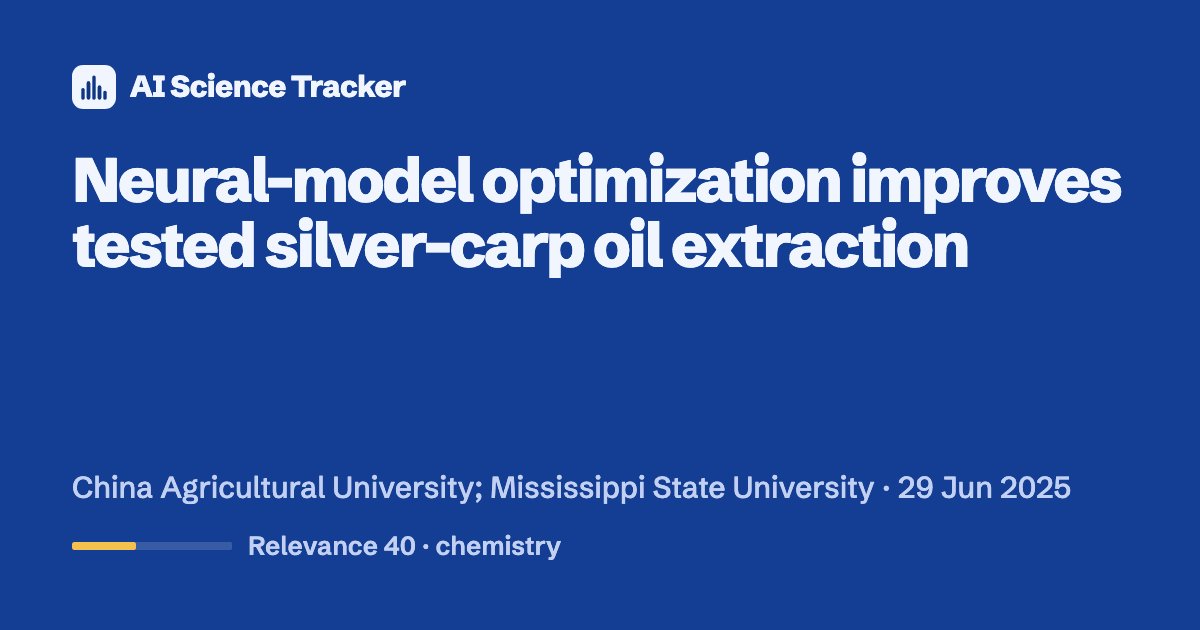 AI Science Tracker
Neural-model optimization improves
tested silver-carp oil extraction
China Agricultural University; Mississippi State University · 29 Jun 2025
Relevance 40 · chemistry